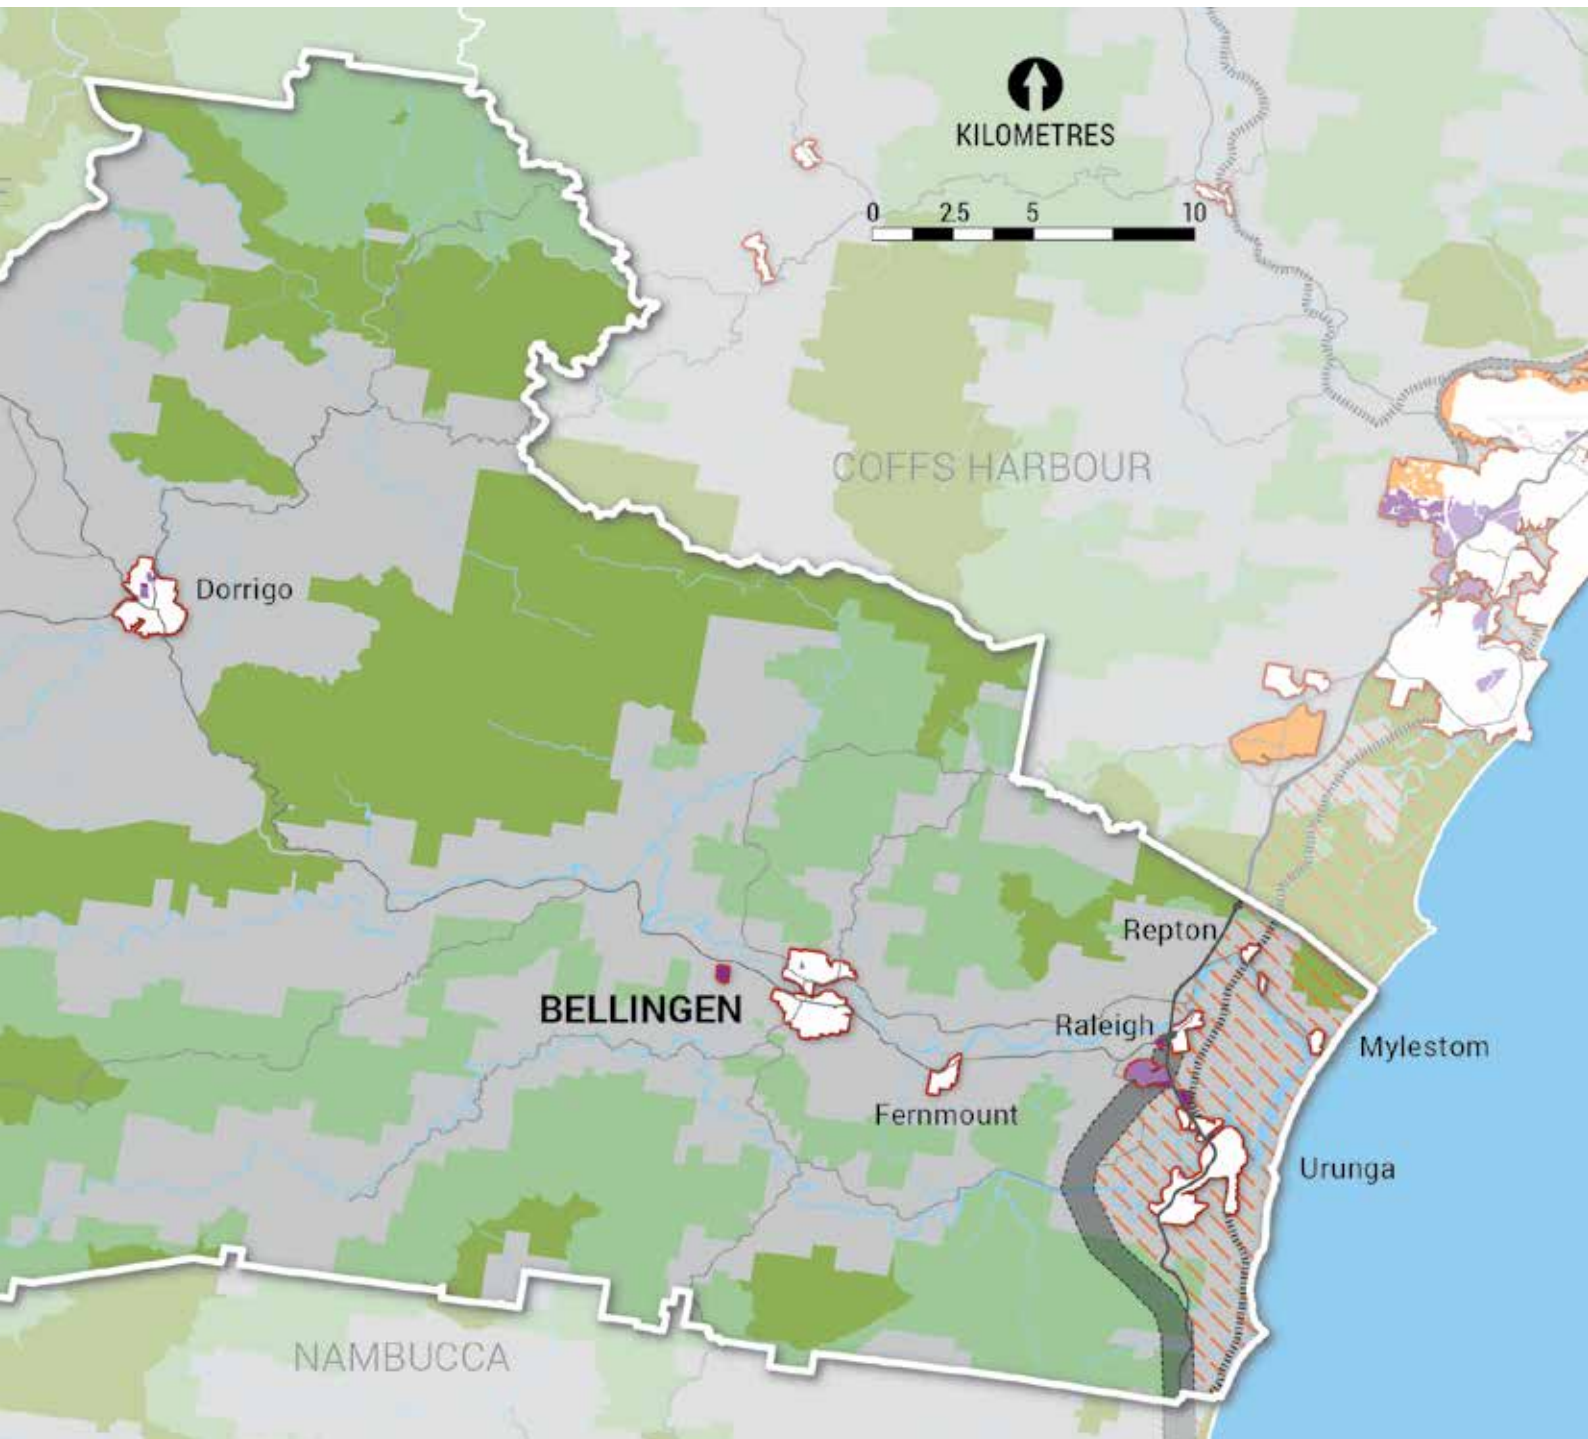 KILOMETRES
0 2.5 5 10
COFFS HARBOUR
Dorrigo
Repton
BELLINGEN
Raleigh
Mylestom
Fernmount
Urunga
NAMBUCCA